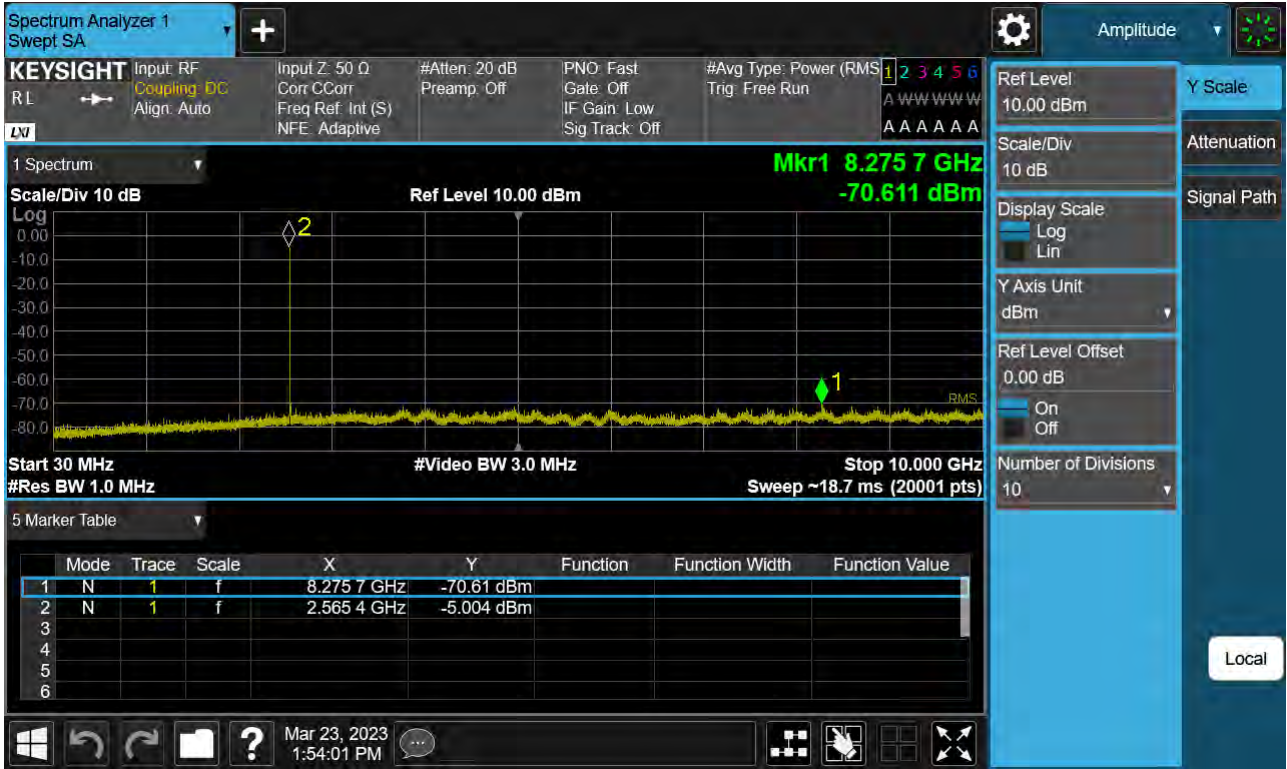 Spectrum Analyzer 1
Swept SA
+
Amplitude
KEYSIGHT
RL
LXI
Input: RF
Coupling: DC
Align: Auto
Input Z: 50 Ω
Corr CCorr
Freq Ref: Int (S)
NFE: Adaptive
#Atten: 20 dB
Preamp: Off
PNO: Fast
Gate: Off
IF Gain: Low
Sig Track: Off
#Avg Type: Power (RMS
Trig: Free Run
1 2 3 4 5 6
A W W W W W
A A A A A A
1 Spectrum
Mkr1 8.275 7 GHz
Scale/Div 10 dB
Ref Level 10.00 dBm
-70.611 dBm
Log
0.00
-10.0
-20.0
-30.0
-40.0
-50.0
-60.0
-70.0
-80.0
2
1
RMS
Start 30 MHz
#Video BW 3.0 MHz
Stop 10.000 GHz
#Res BW 1.0 MHz
Sweep ~18.7 ms (20001 pts)
5 Marker Table
Mode Trace Scale X Y Function Function Width Function Value
1 N 1 f 8.275 7 GHz -70.61 dBm
2 N 1 f 2.565 4 GHz -5.004 dBm
3
4
5
6
Ref Level
10.00 dBm
Scale/Div
10 dB
Display Scale
Log
Lin
Y Axis Unit
dBm
Ref Level Offset
0.00 dB
On
Off
Number of Divisions
10
Y Scale
Attenuation
Signal Path
Local
?
Mar 23, 2023
1:54:01 PM